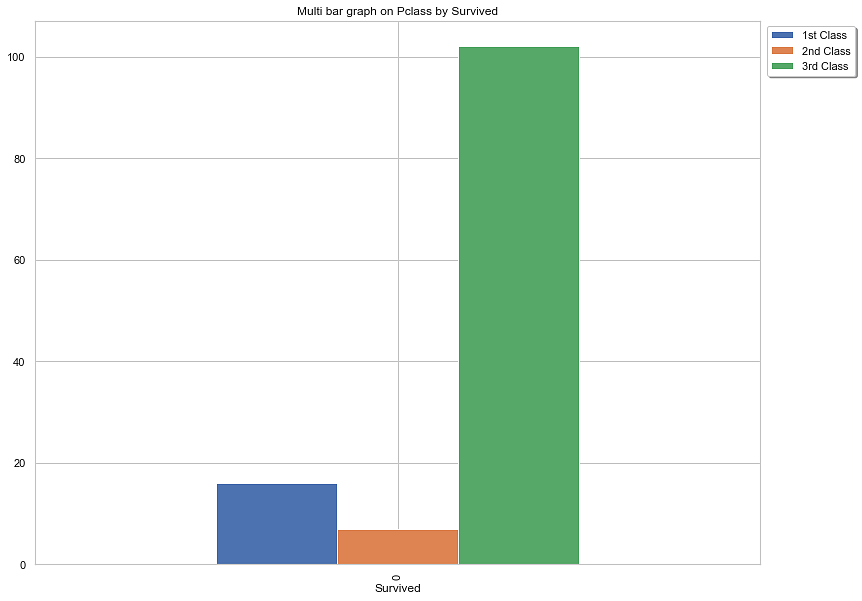 Multi bar graph on Pclass by Survived
1st Class
2nd Class
3rd Class
100
80
60
40
20
0
0
Survived